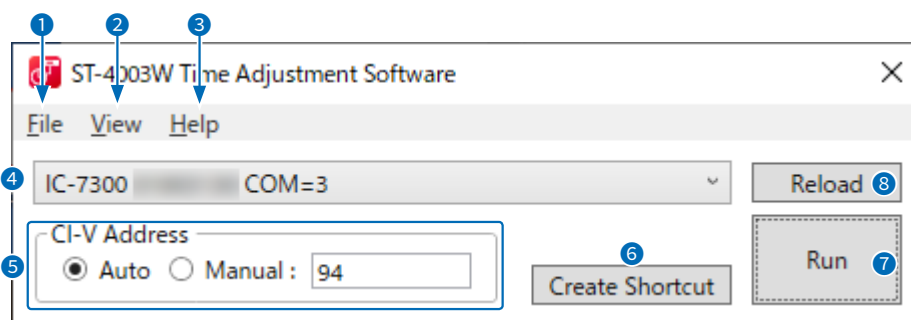 1 2 3
ST-4003W Time Adjustment Software
File View Help
4 IC-7300 COM=3 Reload 8
CI-V Address
5 Auto Manual : 94
6
Create Shortcut
Run 7